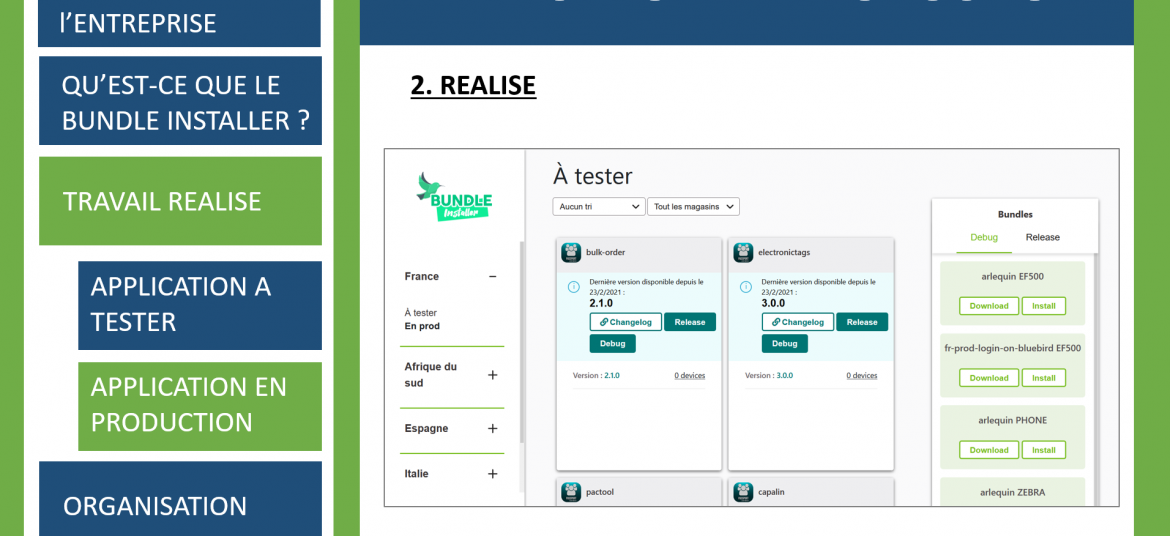 l’ENTREPRISE
QU’EST-CE QUE LE
BUNDLE INSTALLER ?
TRAVAIL REALISE
APPLICATION A
TESTER
APPLICATION EN
PRODUCTION
ORGANISATION
2. REALISE
BUNDLE
Installer
France −
À tester
En prod
Afrique du
sud +
Espagne +
Italie +
À tester
Aucun tri
Tout les magasins
bulk-order
Dernière version disponible depuis le
23/2/2021 :
2.1.0
Changelog
Release
Debug
Version : 2.1.0
0 devices
electronictags
Dernière version disponible depuis le
23/2/2021 :
3.0.0
Changelog
Release
Debug
Version : 3.0.0
0 devices
pactool
capalin
Bundles
Debug
Release
arlequin EF500
Download
Install
fr-prod-login-on-bluebird EF500
Download
Install
arlequin PHONE
Download
Install
arlequin ZEBRA